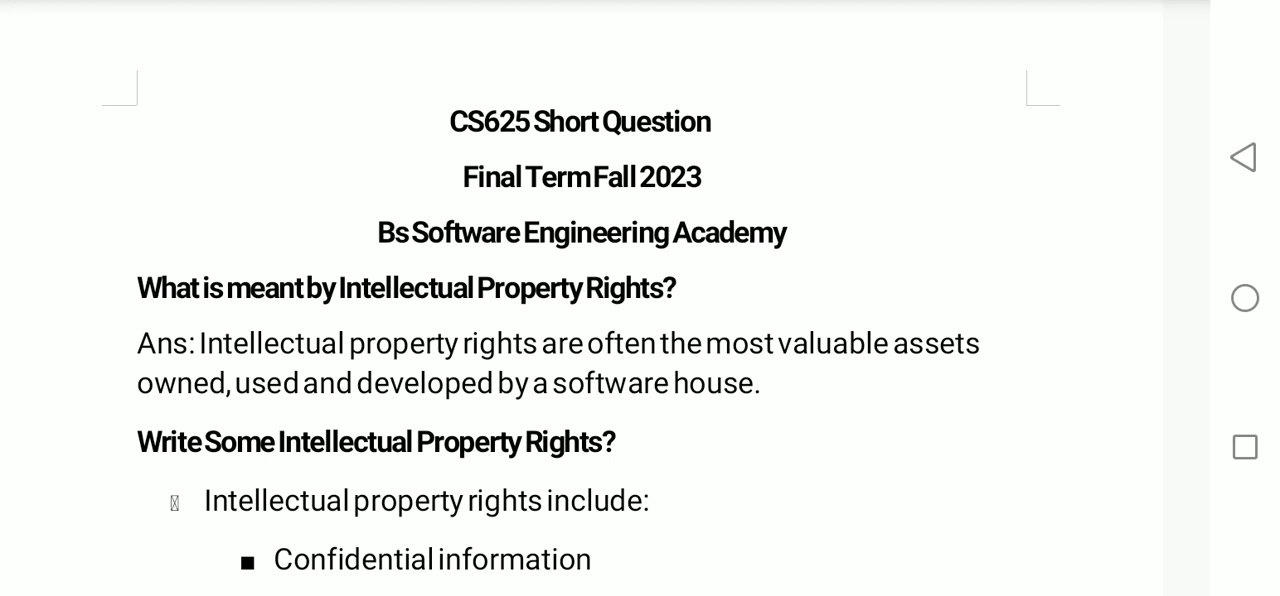 CS625 Short Question
Final Term Fall 2023
Bs Software Engineering Academy
What is meant by Intellectual Property Rights?
Ans: Intellectual property rights are often the most valuable assets
owned, used and developed by a software house.
Write Some Intellectual Property Rights?
Intellectual property rights include:
■ Confidential information